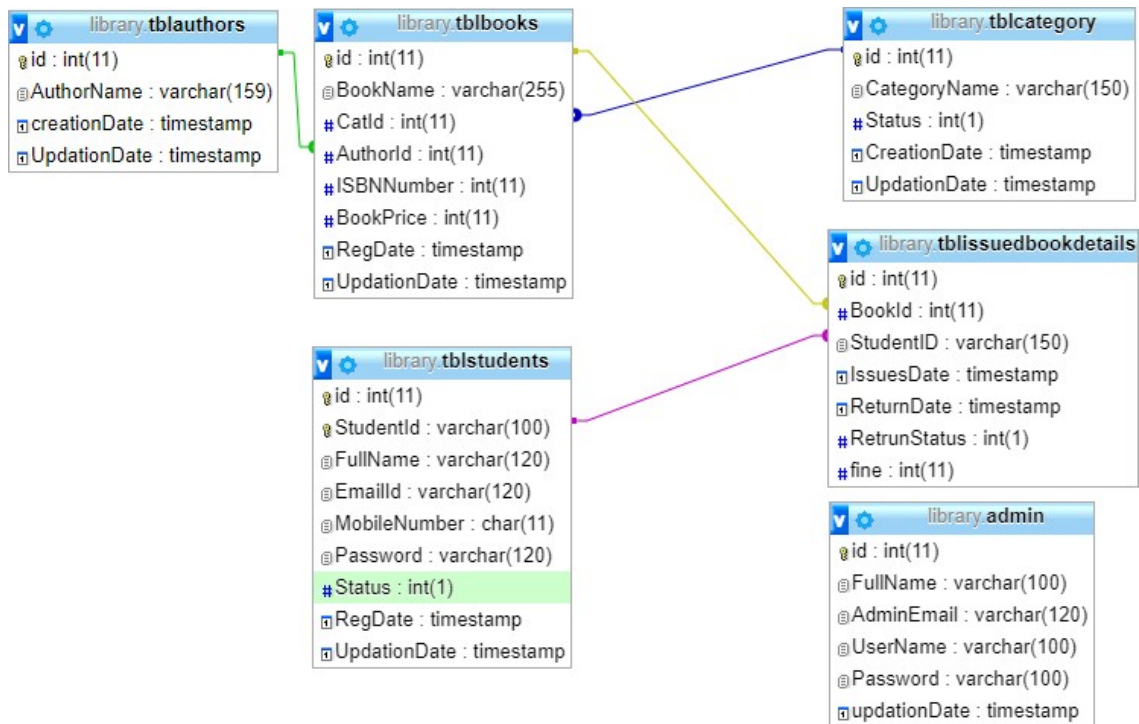 library.tblauthors
id : int(11)
AuthorName : varchar(159)
creationDate : timestamp
UpdationDate : timestamp
library.tblbooks
id : int(11)
BookName : varchar(255)
CatId : int(11)
AuthorId : int(11)
ISBNNumber : int(11)
BookPrice : int(11)
RegDate : timestamp
UpdationDate : timestamp
library.tblcategory
id : int(11)
CategoryName : varchar(150)
Status : int(1)
CreationDate : timestamp
UpdationDate : timestamp
library.tblissuedbookdetails
id : int(11)
BookId : int(11)
StudentID : varchar(150)
IssuesDate : timestamp
ReturnDate : timestamp
RetrunStatus : int(1)
fine : int(11)
library.tblstudents
id : int(11)
StudentId : varchar(100)
FullName : varchar(120)
EmailId : varchar(120)
MobileNumber : char(11)
Password : varchar(120)
Status : int(1)
RegDate : timestamp
UpdationDate : timestamp
library.admin
id : int(11)
FullName : varchar(100)
AdminEmail : varchar(120)
UserName : varchar(100)
Password : varchar(100)
updationDate : timestamp